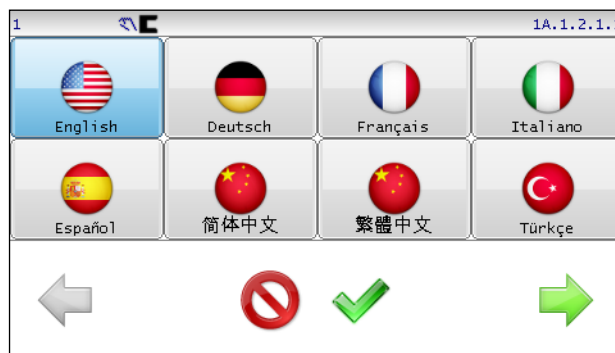 1 1A.1.2.1.
English Deutsch Français Italiano
Español 简体中文 繁體中文 Türkçe